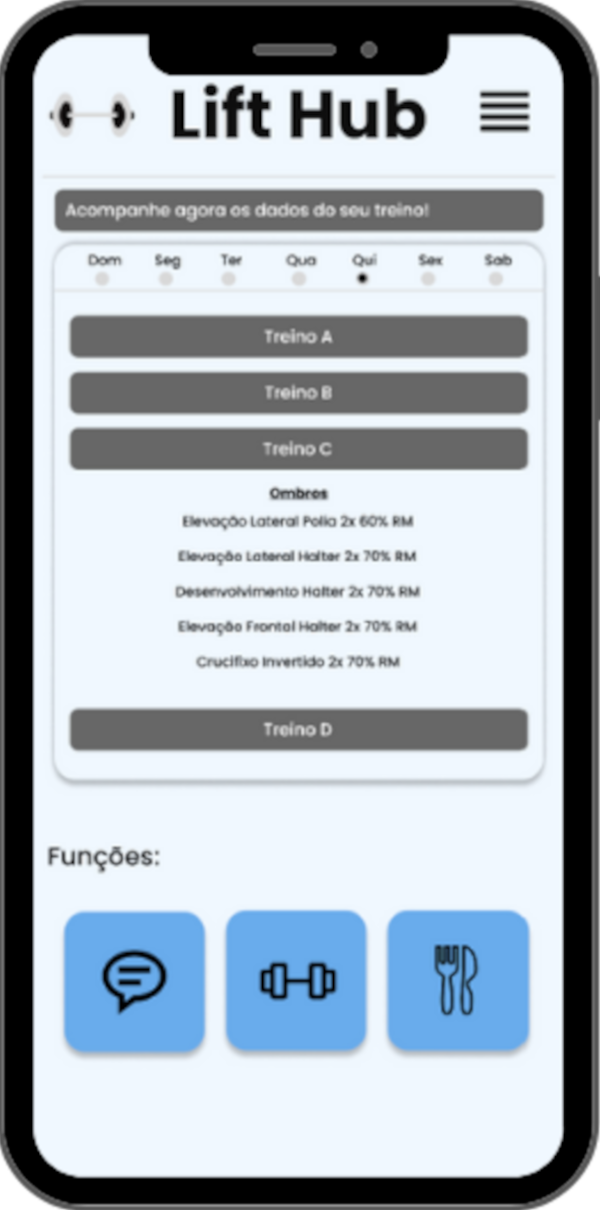 Lift Hub
Acompanhe agora os dados do seu treino!
Dom Seg Ter Qua Qui Sex Sab
Treino A
Treino B
Treino C
Ombros
Elevação Lateral Polia 2x 60% RM
Elevação Lateral Halter 2x 70% RM
Desenvolvimento Halter 2x 70% RM
Elevação Frontal Halter 2x 70% RM
Crucifixo Invertido 2x 70% RM
Treino D
Funções: